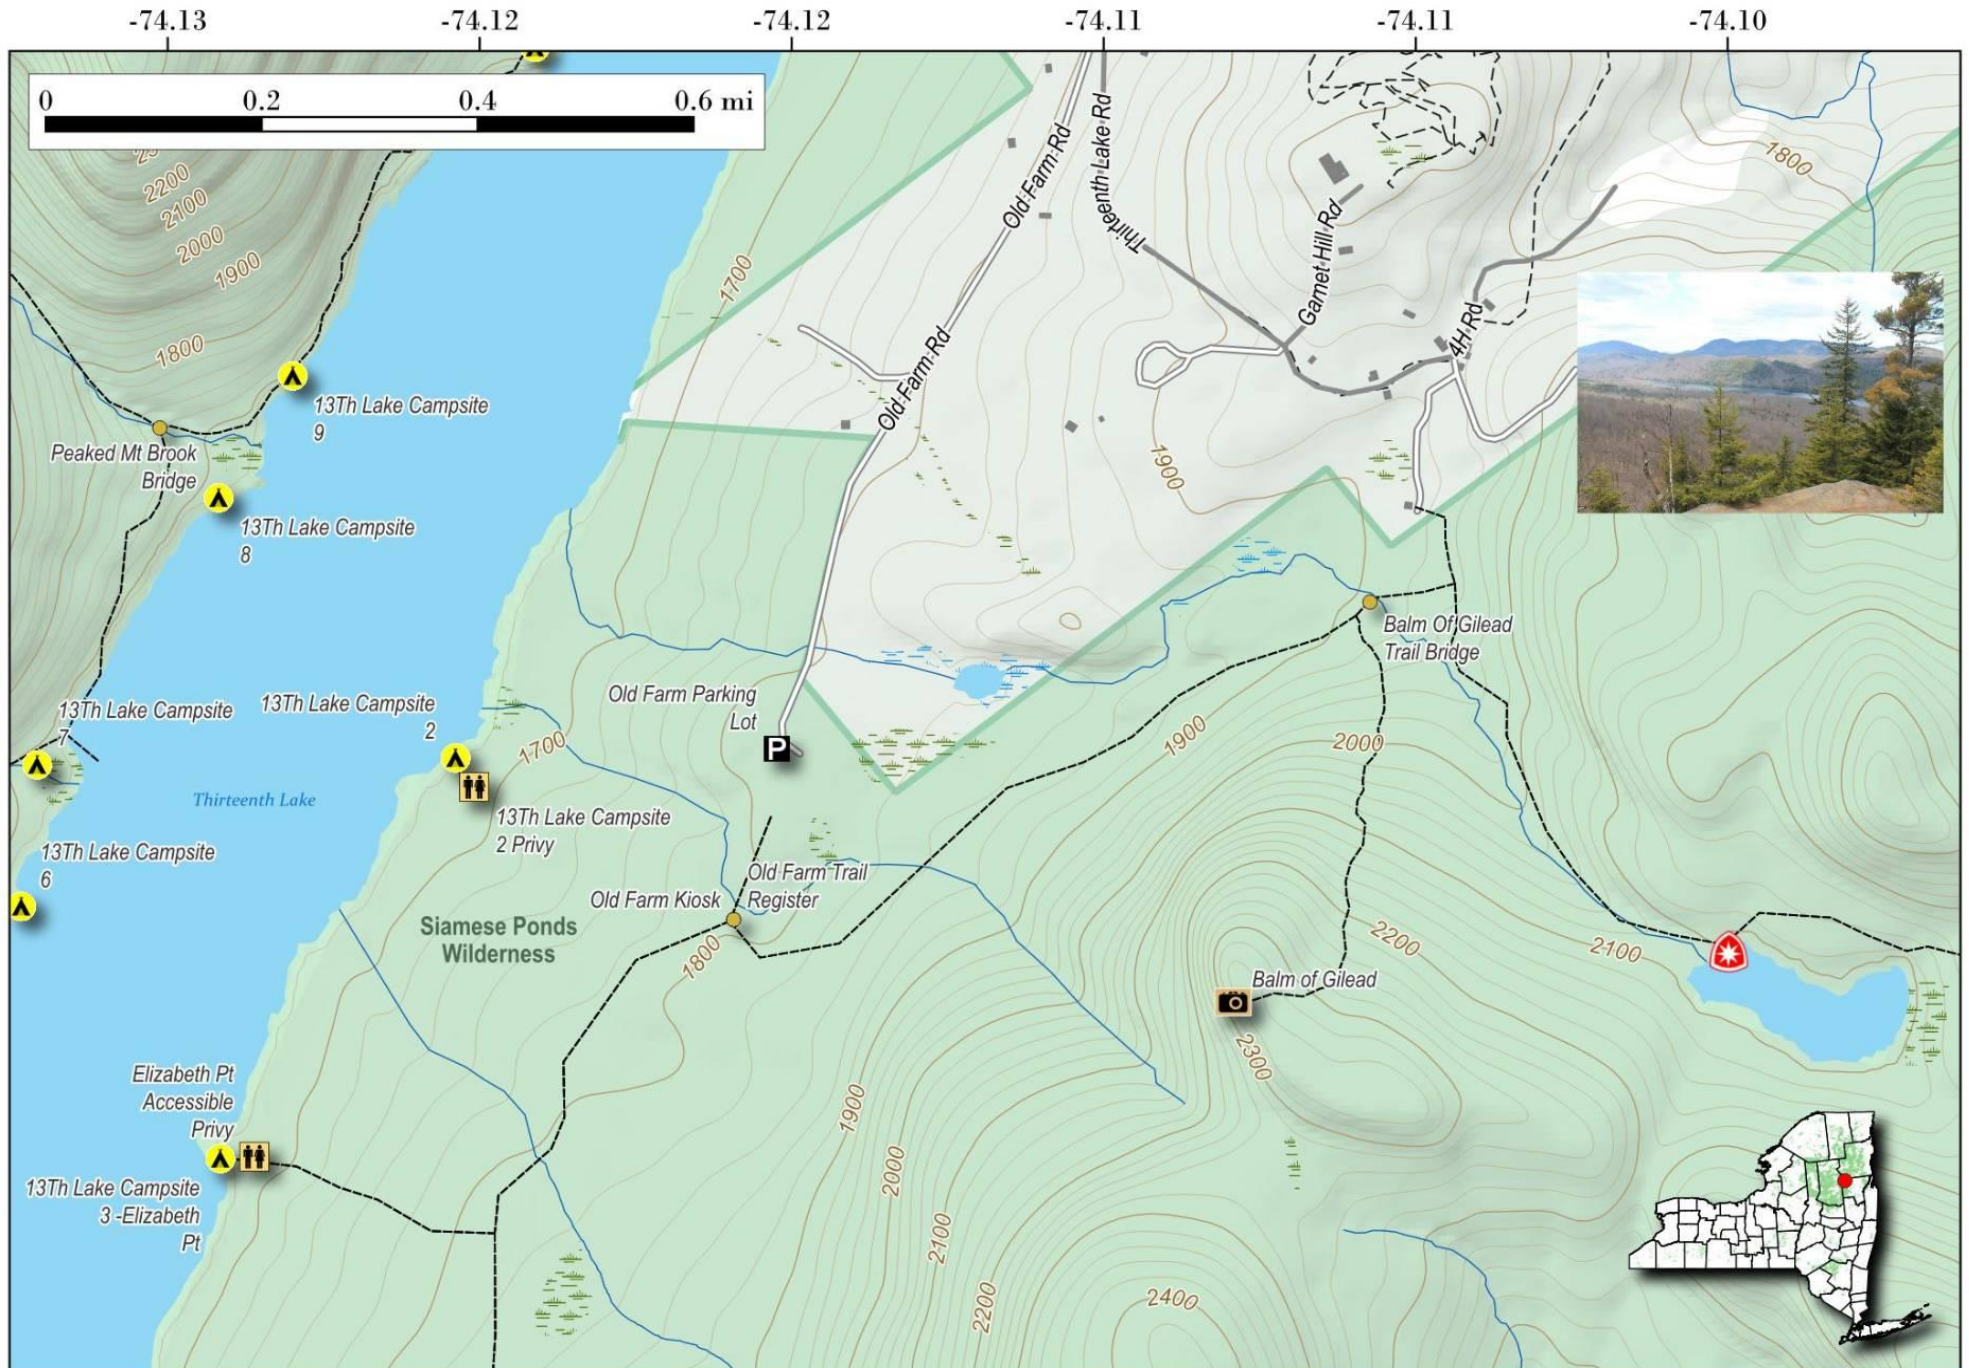 -74.13
-74.12
-74.12
-74.11
-74.11
-74.10
0
0.2
0.4
0.6 mi
2200
2100
2000
1900
1800
1700
Old Farm Rd
Thirteenth Lake Rd
Garnet Hill Rd
4H Rd
1800
Old Farm Rd
1900
13Th Lake Campsite
9
Peaked Mt Brook
Bridge
13Th Lake Campsite
8
Balm Of Gilead
Trail Bridge
13Th Lake Campsite
7
13Th Lake Campsite
2
Old Farm Parking
Lot
P
1700
1900
2000
Thirteenth Lake
13Th Lake Campsite
2 Privy
13Th Lake Campsite
6
Old Farm Trail
Register
Old Farm Kiosk
Siamese Ponds
Wilderness
1800
2200
2100
Balm of Gilead
2300
Elizabeth Pt
Accessible
Privy
1900
2000
13Th Lake Campsite
3 -Elizabeth
Pt
2100
2200
2400